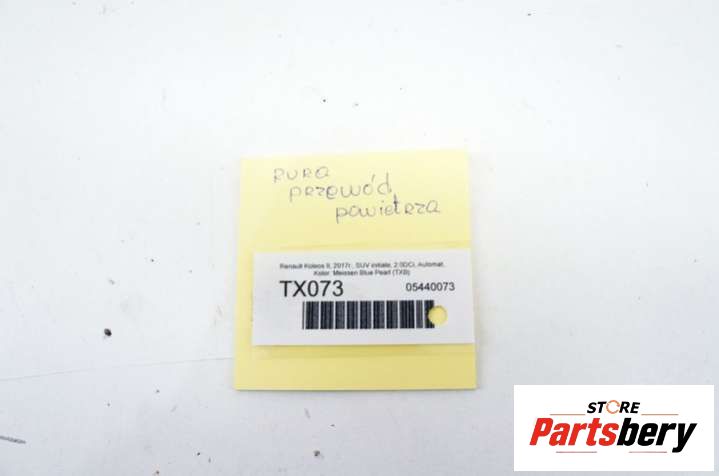 RURA
przewód
powietrza
Renault Koleos II, 2017r., SUV initiale, 2.0DCi, Automat,
Kolor: Meissen Blue Pearl (TXB)
TX073 05440073
STORE
Partsbery